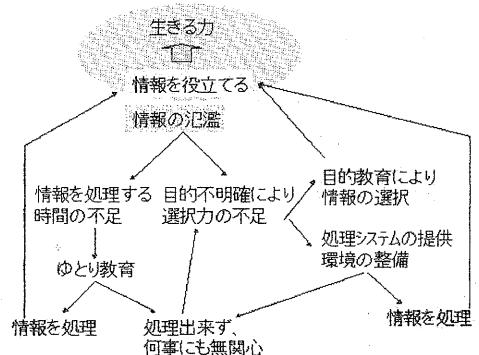 生きる力
情報を役立てる
情報の氾濫
情報を処理する
時間の不足
目的不明確により
選択力の不足
目的教育により
情報の選択
処理システムの提供
環境の整備
ゆとり教育
情報を処理
処理出来ず、
何事にも無関心
情報を処理